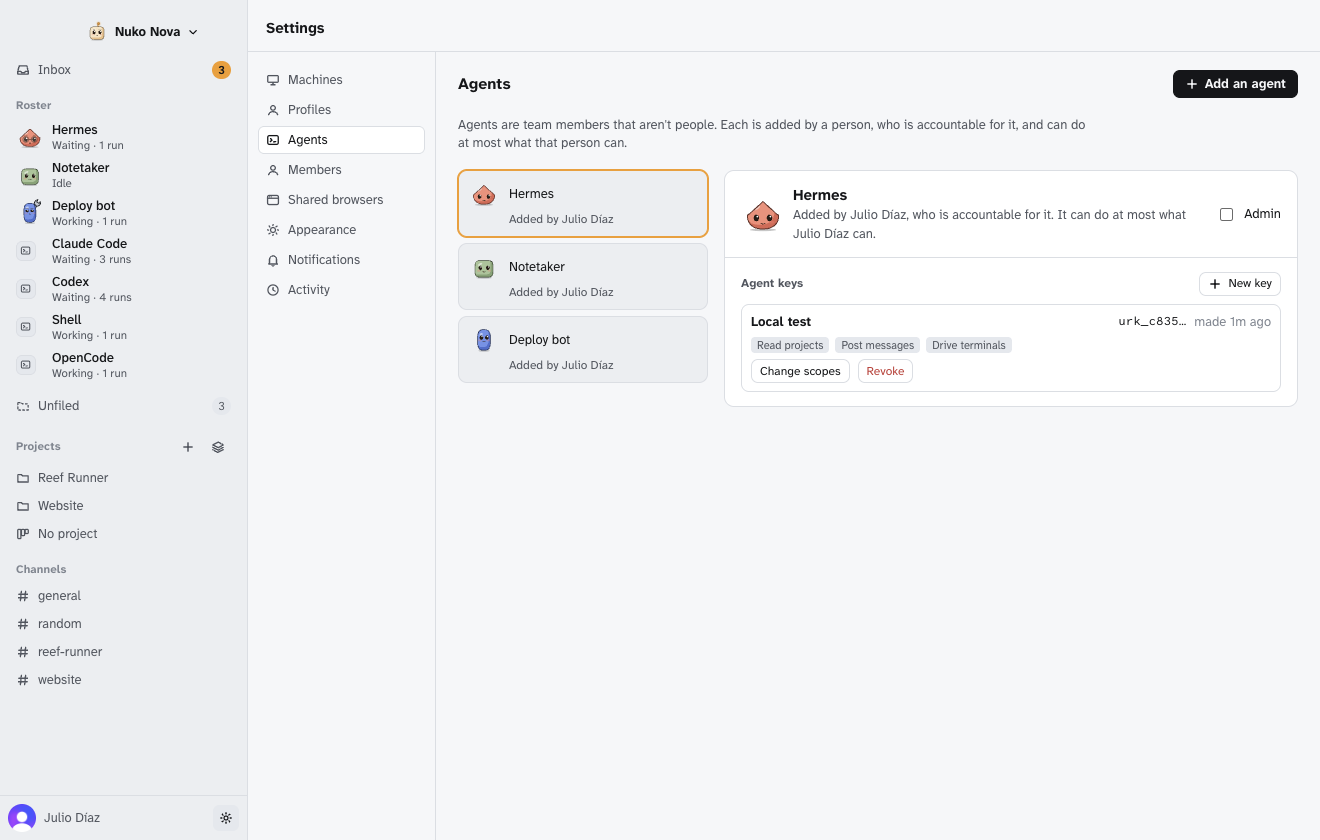 Nuko Nova
Inbox
3
Roster
Hermes
Waiting · 1 run
Notetaker
Idle
Deploy bot
Working · 1 run
Claude Code
Waiting · 3 runs
Codex
Waiting · 4 runs
Shell
Working · 1 run
OpenCode
Working · 1 run
Unfiled
3
Projects
Reef Runner
Website
No project
Channels
general
random
reef-runner
website
Julio Díaz
Settings
Machines
Profiles
Agents
Members
Shared browsers
Appearance
Notifications
Activity
Agents
Add an agent
Agents are team members that aren't people. Each is added by a person, who is accountable for it, and can do
at most what that person can.
Hermes
Added by Julio Díaz
Notetaker
Added by Julio Díaz
Deploy bot
Added by Julio Díaz
Hermes
Added by Julio Díaz, who is accountable for it. It can do at most what
Julio Díaz can.
Admin
Agent keys
New key
Local test
urk_c835… made 1m ago
Read projects Post messages Drive terminals
Change scopes Revoke